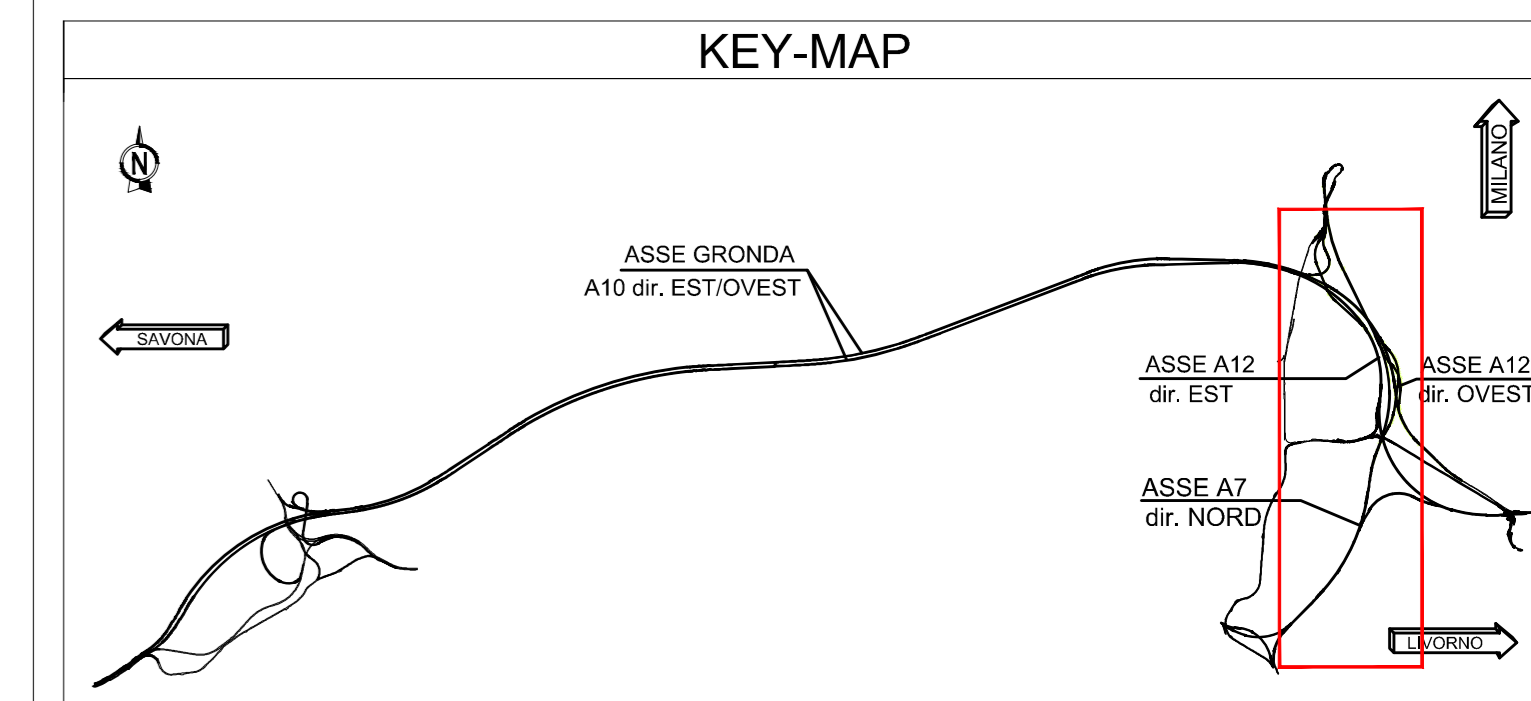 KEY-MAP
N
MILANO
ASSE GRONDA
A10 dir. EST/OVEST
SAVONA
ASSE A12
dir. EST
ASSE A12
dir. OVEST
ASSE A7
dir. NORD
LIVORNO